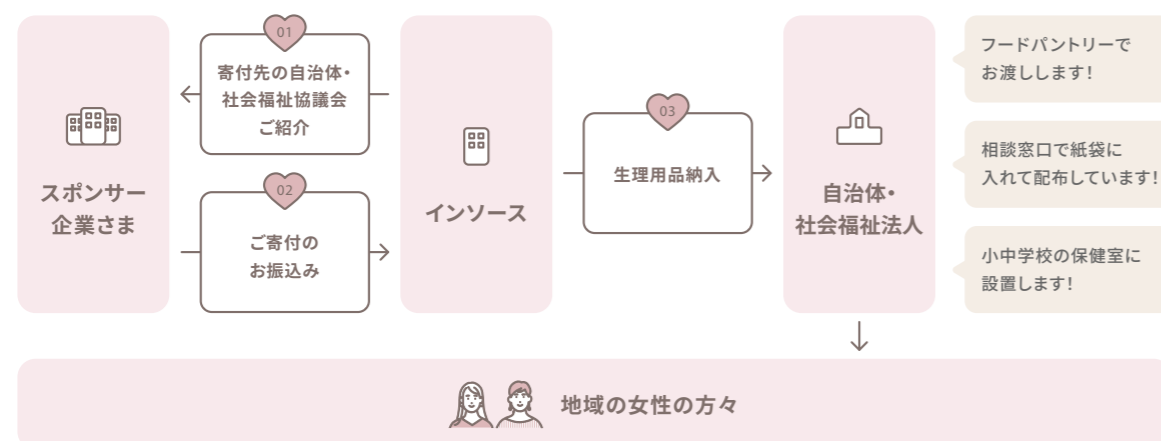 スポンサー
企業さま
01
寄付先の自治体・
社会福祉協議会
ご紹介
02
ご寄付の
お振込み
インソース
03
生理用品納入
自治体・
社会福祉法人
フードパントリーで
お渡しします!
相談窓口で紙袋に
入れて配布しています!
小中学校の保健室に
設置します!
地域の女性の方々